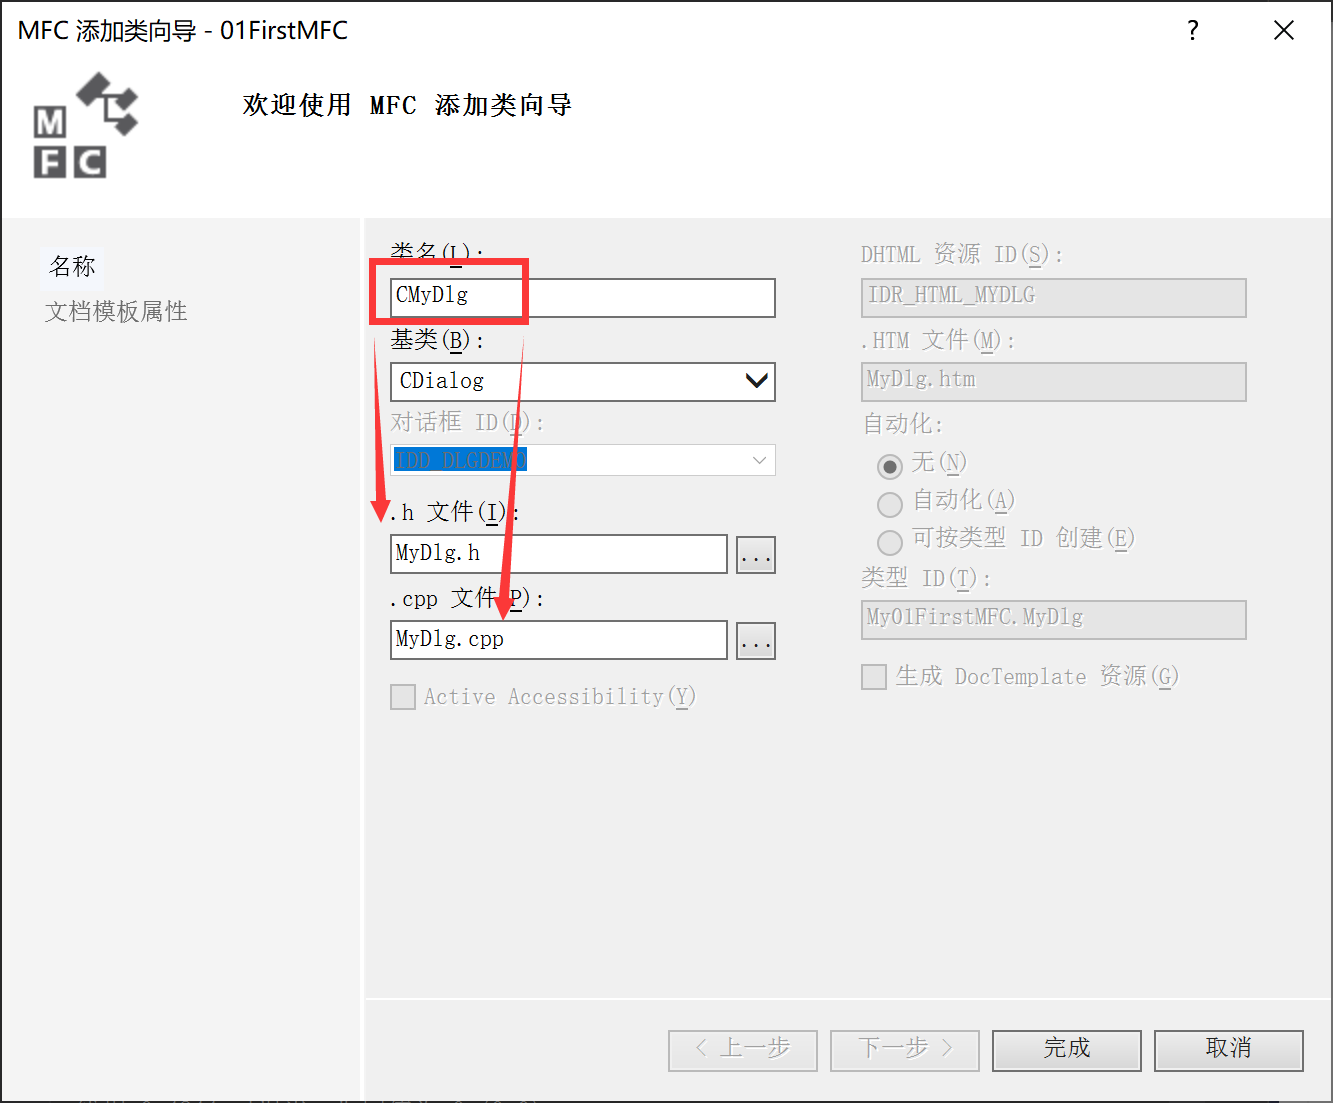 MFC 添加类向导 - 01FirstMFC
?
M
F C
欢迎使用 MFC 添加类向导
名称
文档模板属性
类名(L):
CMyDlg
基类(B):
CDialog
对话框 ID(D):
IDD_DLGDEMO
.h 文件(I):
MyDlg.h
...
.cpp 文件(P):
MyDlg.cpp
...
Active Accessibility(Y)
DHTML 资源 ID(S):
IDR_HTML_MYDLG
.HTM 文件(M):
MyDlg.htm
自动化:
无(N)
自动化(A)
可按类型 ID 创建(E)
类型 ID(T):
My01FirstMFC.MyDlg
生成 DocTemplate 资源(G)
< 上一步
下一步 >
完成
取消